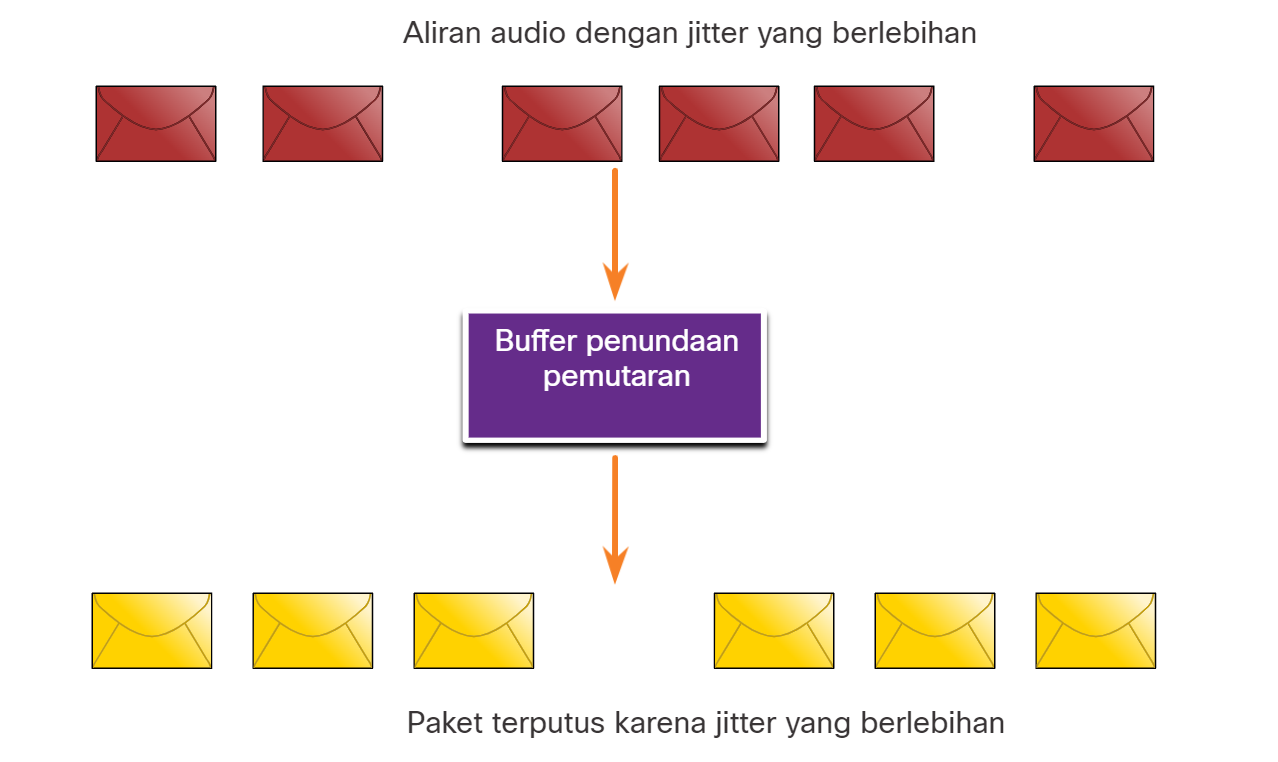 Aliran audio dengan jitter yang berlebihan
Buffer penundaan
pemutaran
Paket terputus karena jitter yang berlebihan